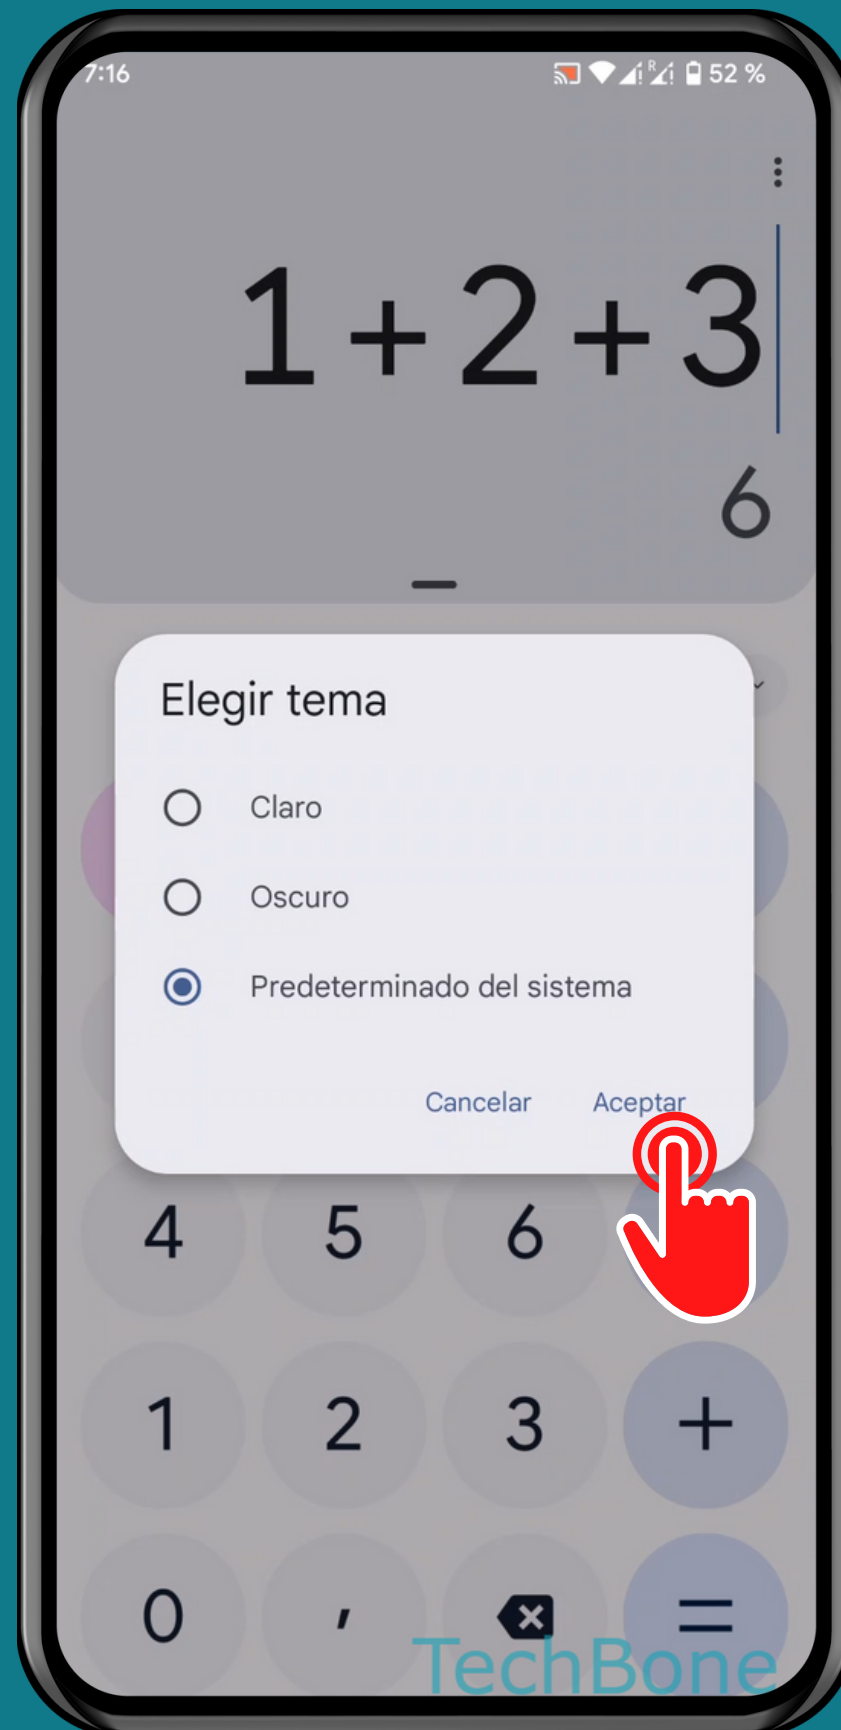 7:16 R 52 %
1+2+3
6
Elegir tema
Claro
Oscuro
Predeterminado del sistema
Cancelar Aceptar
4 5 6
1 2 3 +
0 , =
TechBone